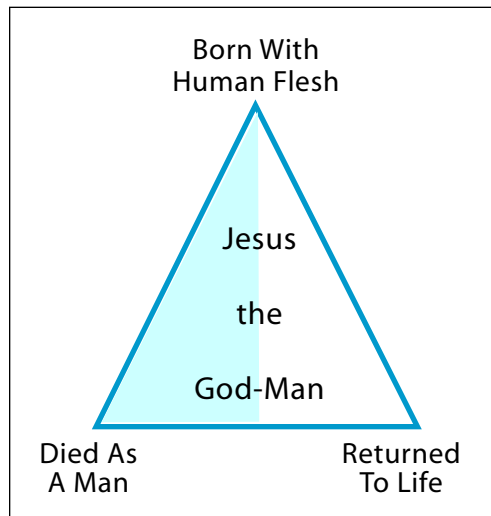 Born With
Human Flesh
Jesus
the
God-Man
Died As
A Man
Returned
To Life